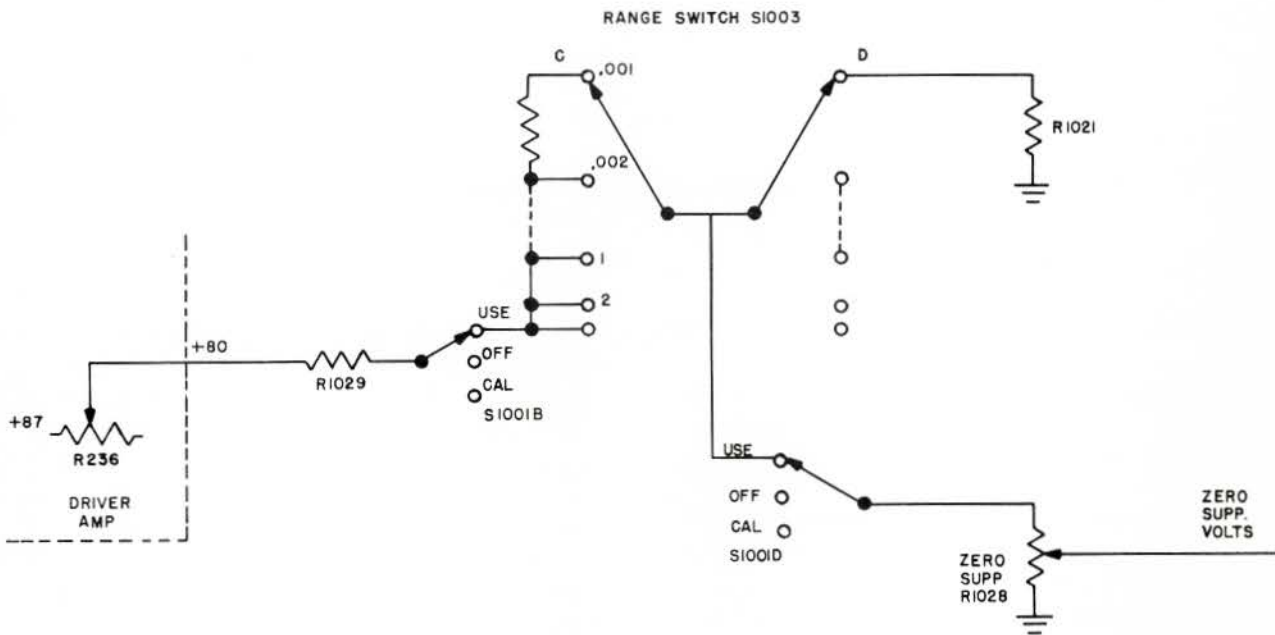 RANGE SWITCH S1003
C
D
.001
R1021
.002
1
2
USE
+80
OFF
R1029
CAL
S1001B
+87
R236
USE
DRIVER
AMP
OFF
CAL
S1001D
ZERO
SUPP.
VOLTS
ZERO
SUPP
R1028